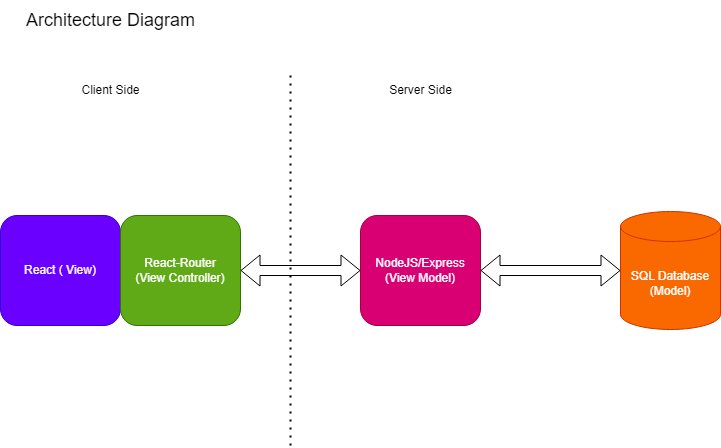 Architecture Diagram
Client Side
Server Side
React ( View)
React-Router
(View Controller)
NodeJS/Express
(View Model)
SQL Database
(Model)